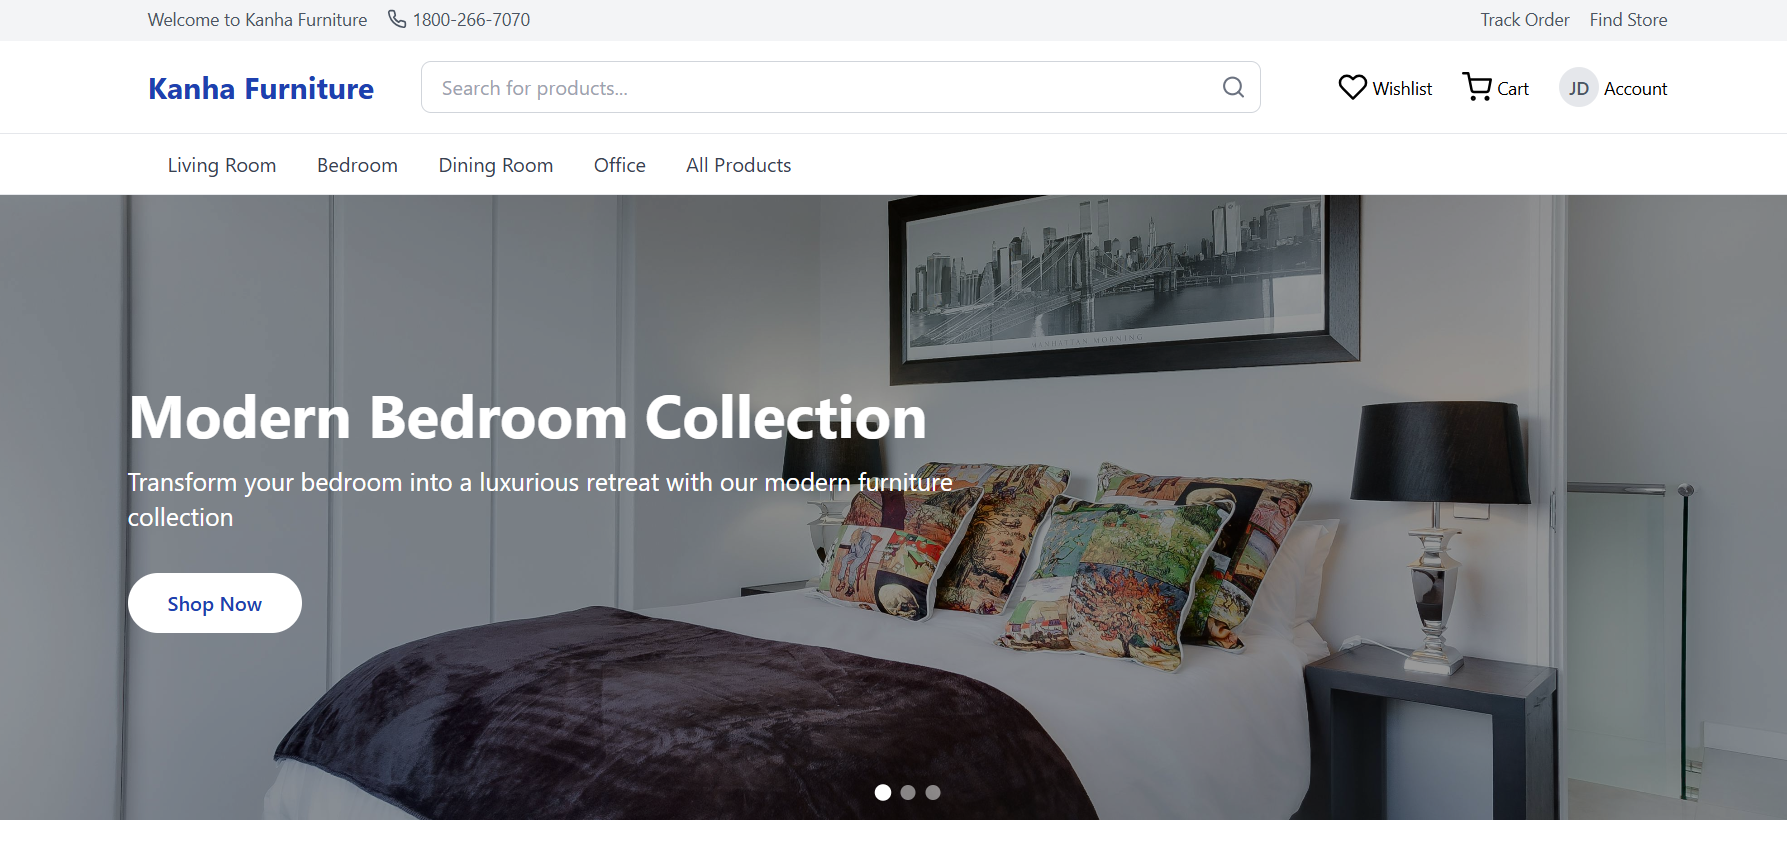 Welcome to Kanha Furniture 1800-266-7070 Track Order Find Store
Kanha Furniture Search for products... Wishlist Cart JD Account
Living Room Bedroom Dining Room Office All Products
MANHATTAN MORNING
Modern Bedroom Collection
Transform your bedroom into a luxurious retreat with our modern furniture
collection
Shop Now